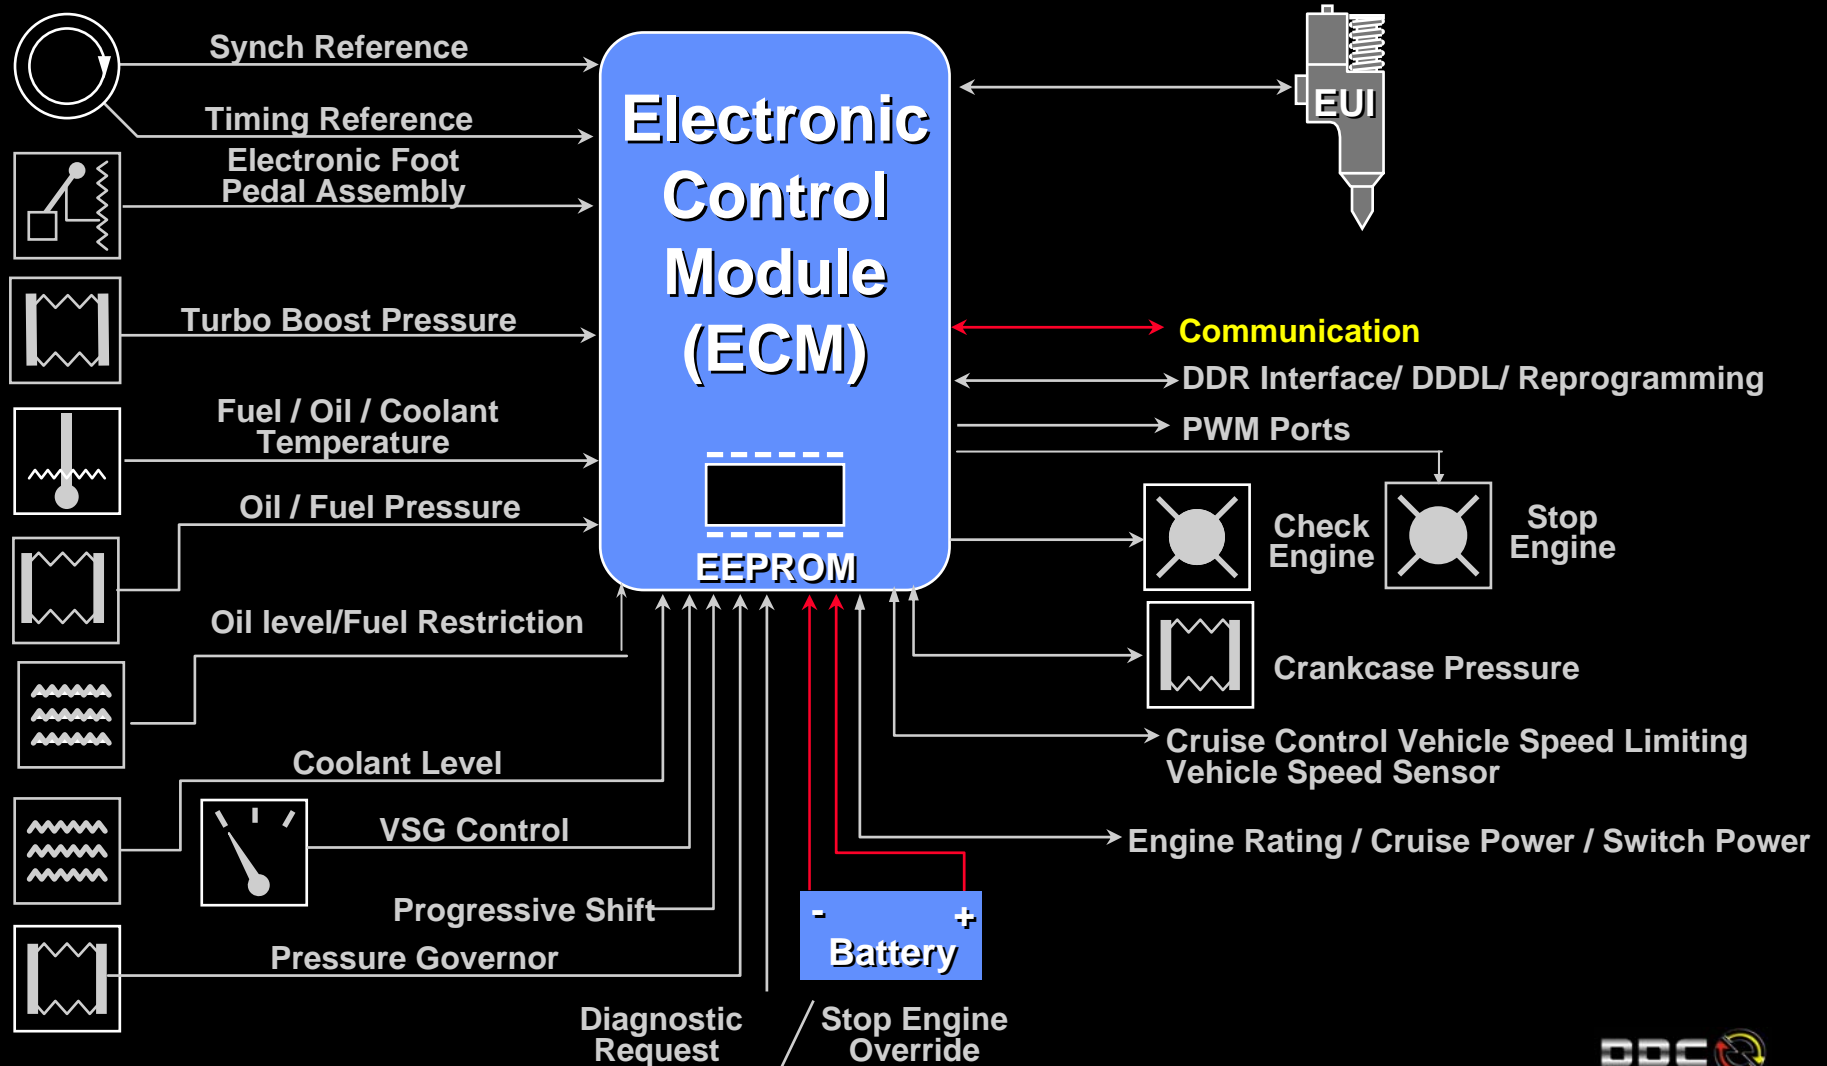 Synch Reference
Timing Reference
Electronic Foot
Pedal Assembly
Turbo Boost Pressure
Fuel / Oil / Coolant
Temperature
Oil / Fuel Pressure
Oil level/Fuel Restriction
Coolant Level
VSG Control
Progressive Shift
Pressure Governor
Diagnostic
Request
/
Stop Engine
Override
Electronic
Control
Module
(ECM)
EEPROM
- +
Battery
EUI
Communication
DDR Interface/ DDDL/ Reprogramming
PWM Ports
Check
Engine
Stop
Engine
Crankcase Pressure
Cruise Control Vehicle Speed Limiting
Vehicle Speed Sensor
Engine Rating / Cruise Power / Switch Power
DDC